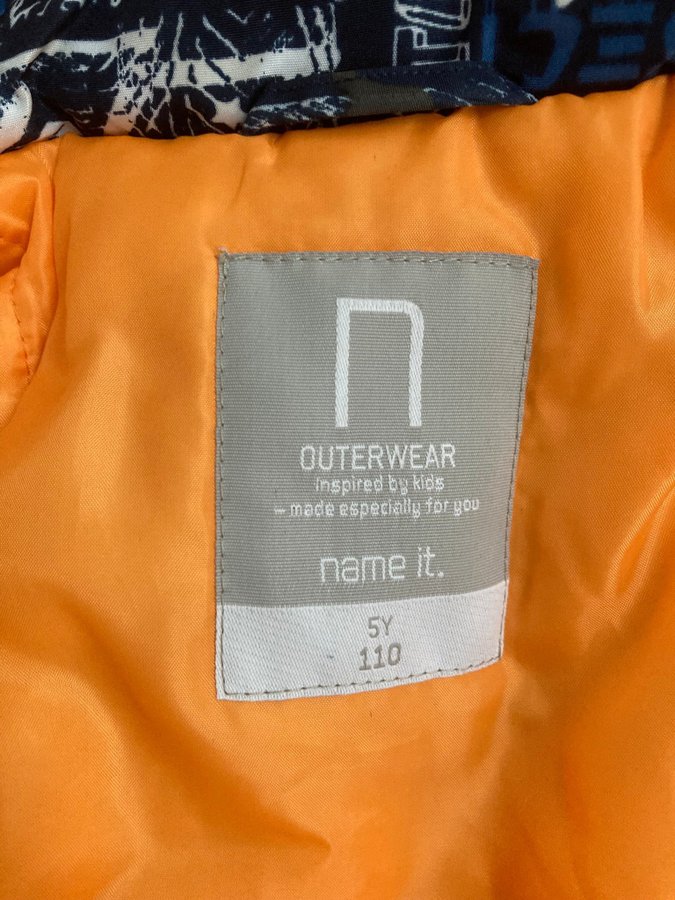 n
OUTERWEAR
Inspired by kids
– made especially for you
name it.
5Y
110